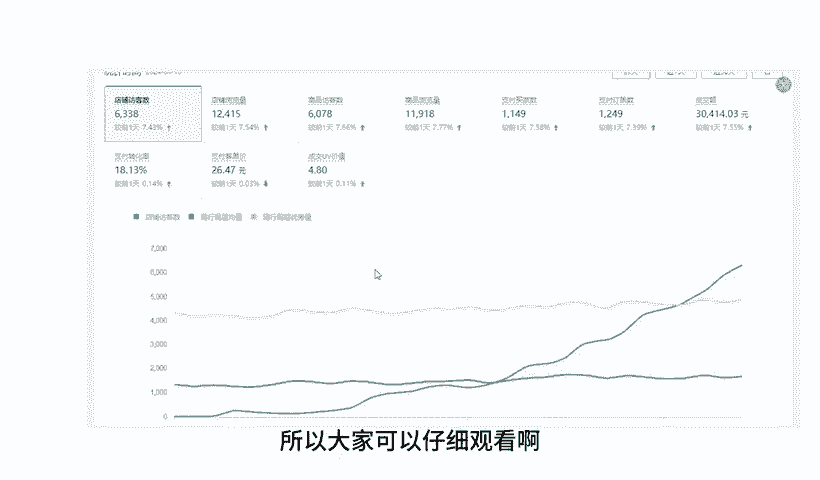 店铺访客数 店铺浏览量 商品访客数 商品浏览量 支付买家数 支付订单数 成交额
6,338 12,415 6,078 11,918 1,149 1,249 30,414.03 元
较前1天 7.43% 较前1天 7.54% 较前1天 7.66% 较前1天 7.77% 较前1天 7.58% 较前1天 7.39% 较前1天 7.55%
支付转化率 支付客单价 成交UV价值
18.13% 26.47 元 4.80
较前1天 0.14% 较前1天 0.03% 较前1天 0.11%
店铺访客数 同行同层均值 同行同层优秀值
7,000
6,000
5,000
4,000
3,000
2,000
1,000
0
所以大家可以仔细观看啊